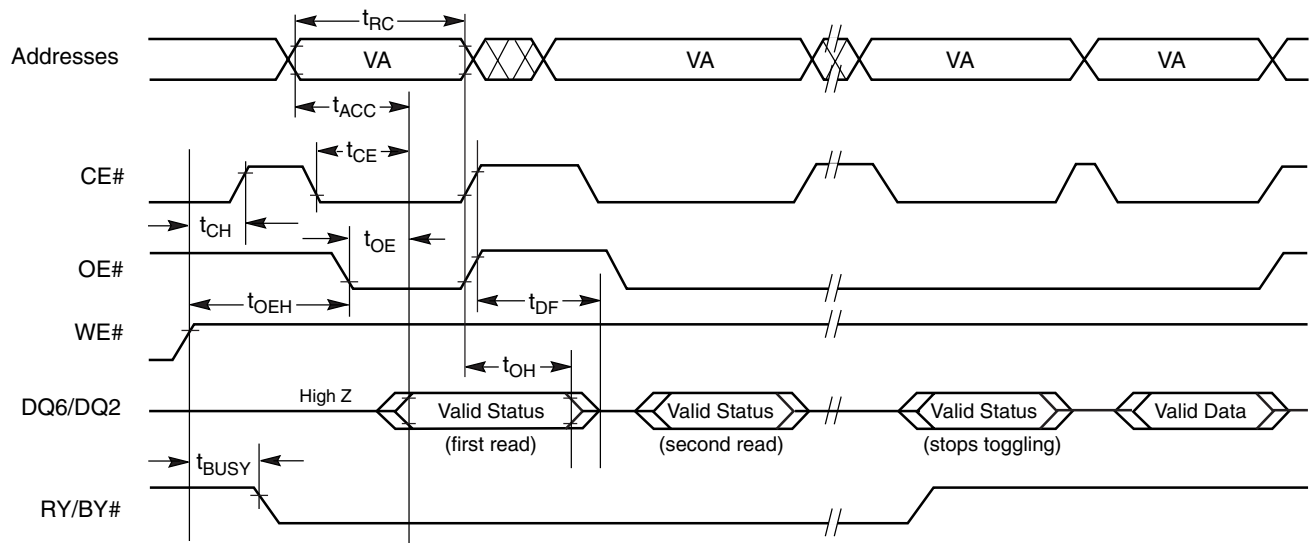 tRC
Addresses VA VA VA VA
tACC
tCE
CE#
tCH tOE
OE#
tOEH tDF
WE#
tOH
High Z
DQ6/DQ2 Valid Status Valid Status Valid Status Valid Data
(first read) (second read) (stops toggling)
tBUSY
RY/BY#